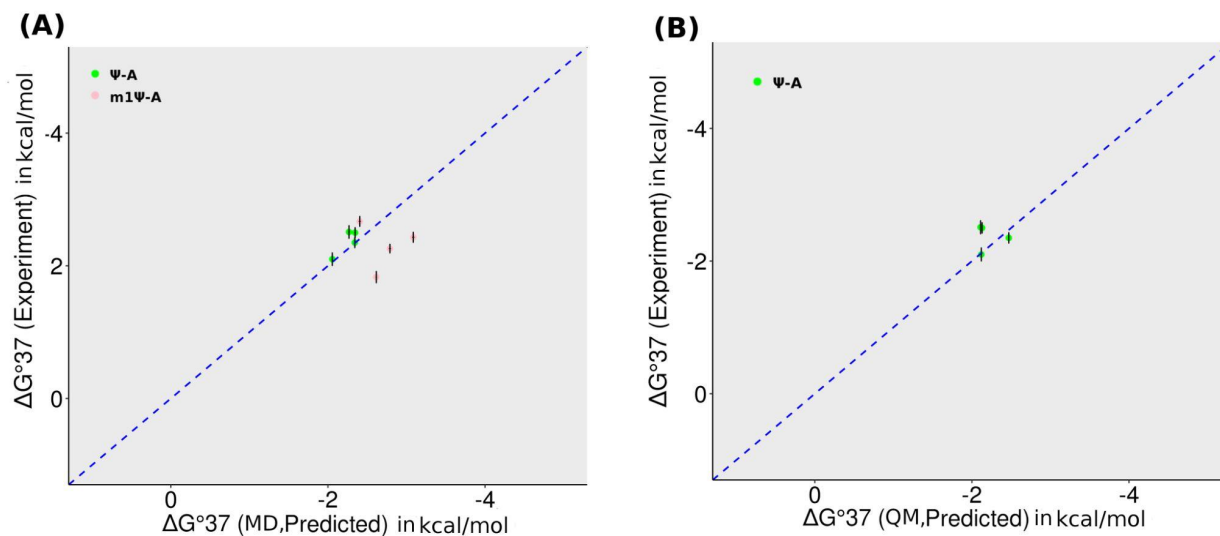 (A)
ΔG°37 (Experiment) in kcal/mol
Ψ-A
m1Ψ-A
-4
2
0
0
-2
-4
ΔG°37 (MD,Predicted) in kcal/mol
(B)
ΔG°37 (Experiment) in kcal/mol
Ψ-A
-4
-2
0
0
-2
-4
ΔG°37 (QM,Predicted) in kcal/mol